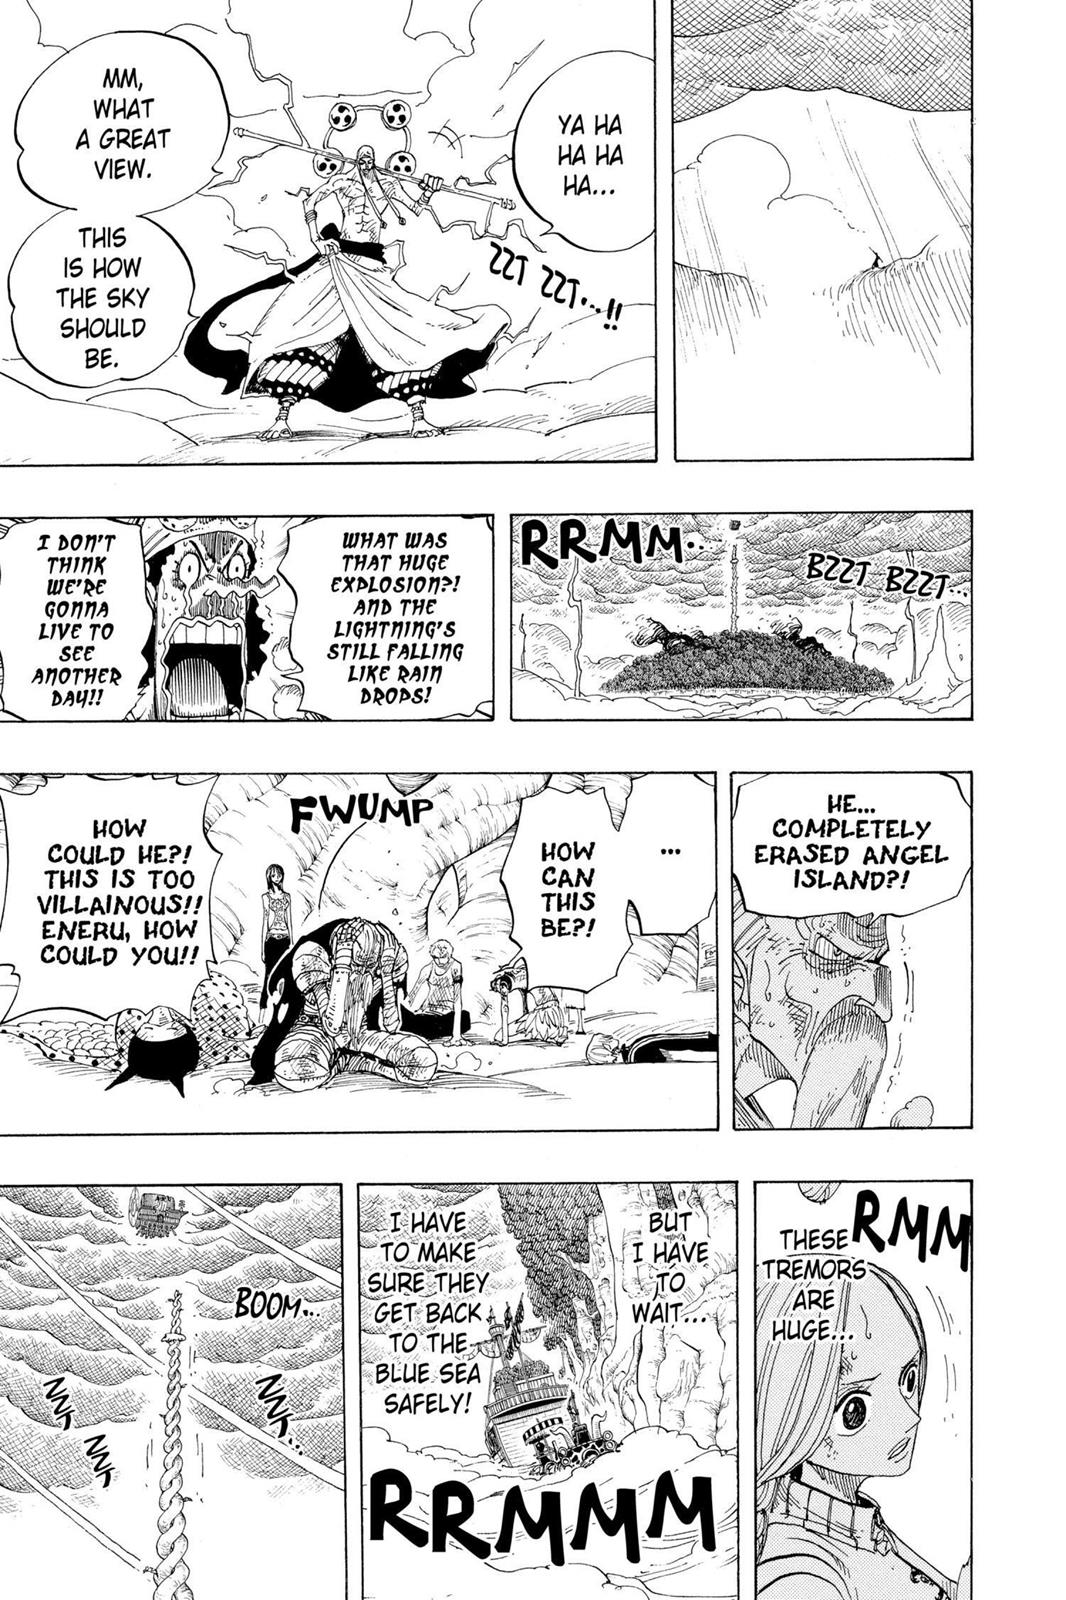 YA HA
HA HA
HA...
MM,
WHAT
A GREAT
VIEW.
THIS
IS HOW
THE SKY
SHOULD
BE.
ZZT ZZT...!!
RRMM...
BZZT BZZT...
WHAT WAS
THAT HUGE
EXPLOSION?!
AND THE
LIGHTNING'S
STILL FALLING
LIKE RAIN
DROPS!
I DON'T
THINK
WE'RE
GONNA
LIVE TO
SEE
ANOTHER
DAY!!
HE...
COMPLETELY
ERASED ANGEL
ISLAND?!
...
HOW
CAN
THIS
BE?!
FWUMP
HOW
COULD HE?!
THIS IS TOO
VILLAINOUS!!
ENERU, HOW
COULD YOU!!
RMM
THESE
TREMORS
ARE
HUGE...
BUT
I HAVE
TO
WAIT...
I HAVE
TO MAKE
SURE THEY
GET BACK
TO THE
BLUE SEA
SAFELY!
RRMMM
BOOM...